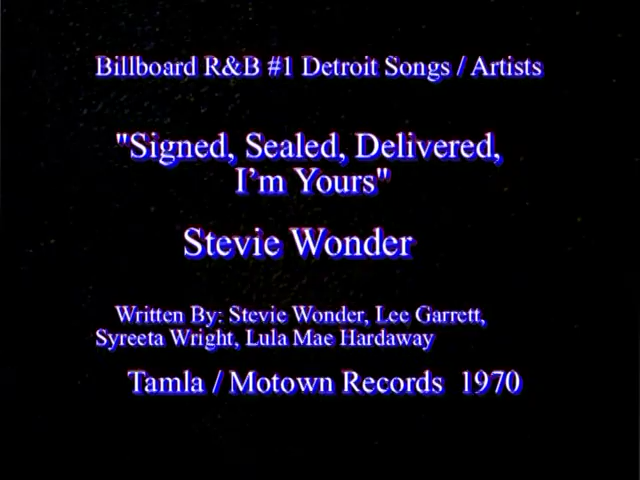 Billboard R&B #1 Detroit Songs / Artists
"Signed, Sealed, Delivered,
I'm Yours"
Stevie Wonder
Written By: Stevie Wonder, Lee Garrett,
Syreeta Wright, Lula Mae Hardaway
Tamla / Motown Records 1970